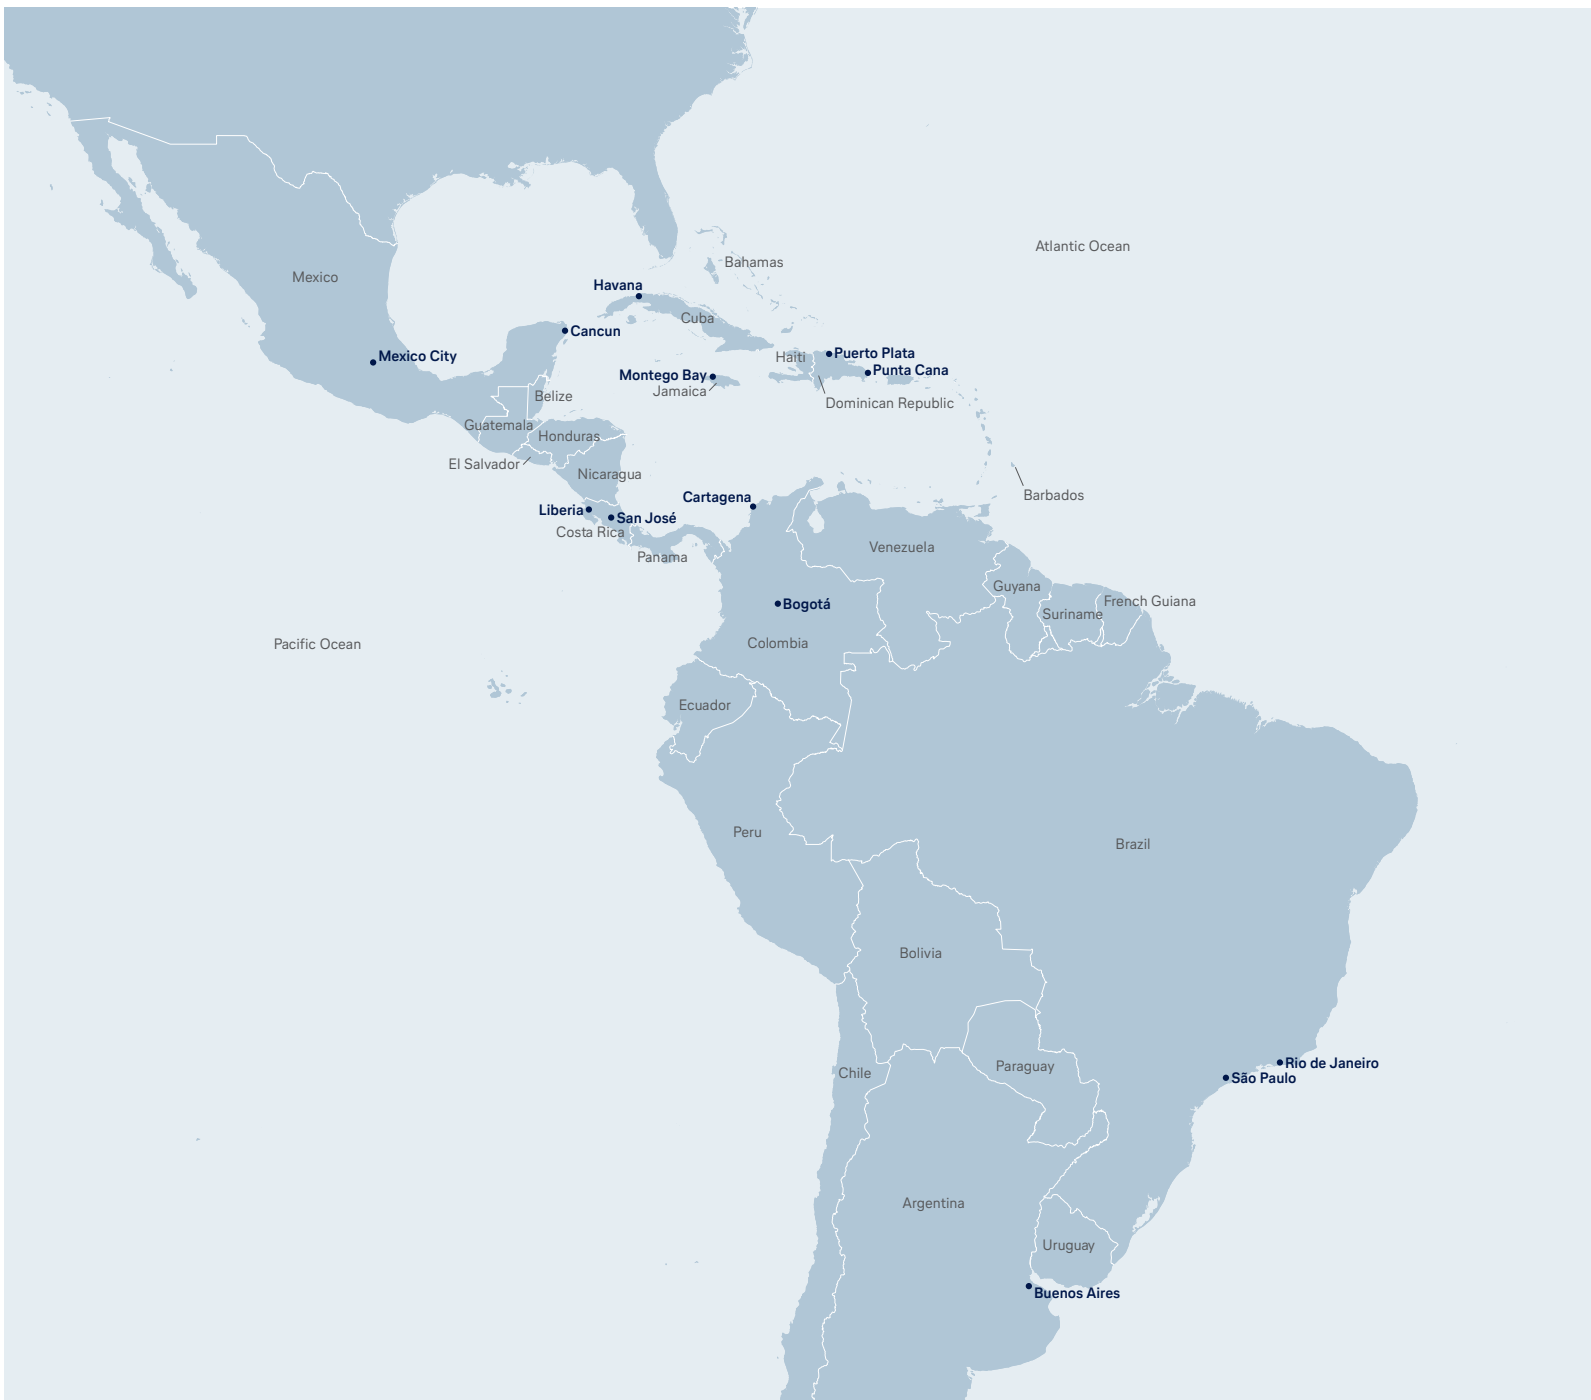 Atlantic Ocean
Bahamas
Mexico
Havana
Cuba
Cancun
Mexico City
Haiti
Puerto Plata
Punta Cana
Montego Bay
Jamaica
Belize
Dominican Republic
Guatemala
Honduras
El Salvador
Nicaragua
Barbados
Cartagena
Liberia
San José
Costa Rica
Panama
Venezuela
Guyana
French Guiana
Suriname
Bogotá
Colombia
Pacific Ocean
Ecuador
Peru
Brazil
Bolivia
Rio de Janeiro
Paraguay
Chile
São Paulo
Argentina
Uruguay
Buenos Aires